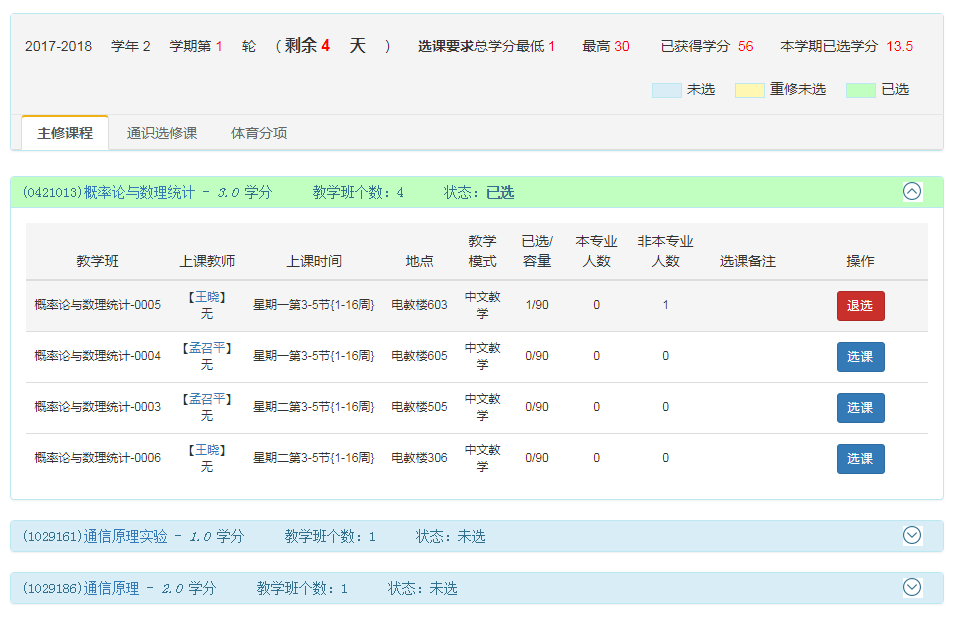 2017-2018 学年 2 学期第 1 轮 （ 剩余 4 天 ） 选课要求总学分最低 1 最高 30 已获得学分 56 本学期已选学分 13.5
未选 重修未选 已选
主修课程 通识选修课 体育分项
(0421013)概率论与数理统计 - 3.0 学分 教学班个数：4 状态：已选
教学班 上课教师 上课时间 地点 教学模式 已选/容量 本专业人数 非本专业人数 选课备注 操作
概率论与数理统计-0005 【王晓】无 星期一第3-5节{1-16周} 电教楼603 中文教学 1/90 0 1 退选
概率论与数理统计-0004 【孟召平】无 星期一第3-5节{1-16周} 电教楼605 中文教学 0/90 0 0 选课
概率论与数理统计-0003 【孟召平】无 星期二第3-5节{1-16周} 电教楼505 中文教学 0/90 0 0 选课
概率论与数理统计-0006 【王晓】无 星期二第3-5节{1-16周} 电教楼306 中文教学 0/90 0 0 选课
(1029161)通信原理实验 - 1.0 学分 教学班个数：1 状态：未选
(1029186)通信原理 - 2.0 学分 教学班个数：1 状态：未选